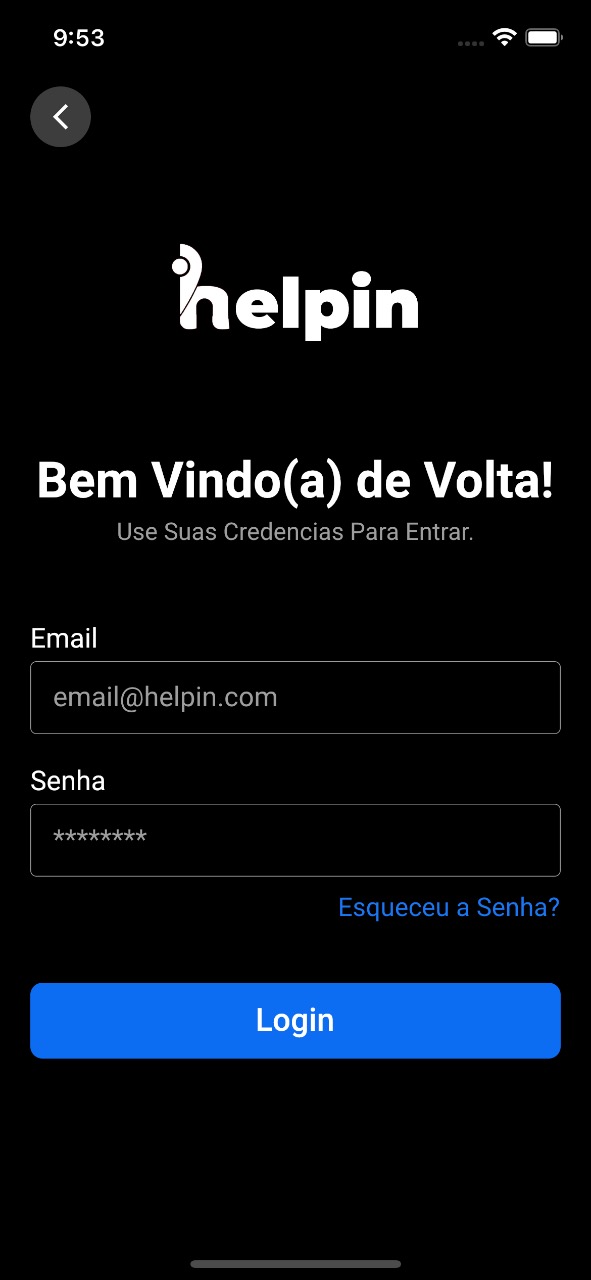 9:53
helpin
Bem Vindo(a) de Volta!
Use Suas Credencias Para Entrar.
Email
email@helpin.com
Senha
********
Esqueceu a Senha?
Login